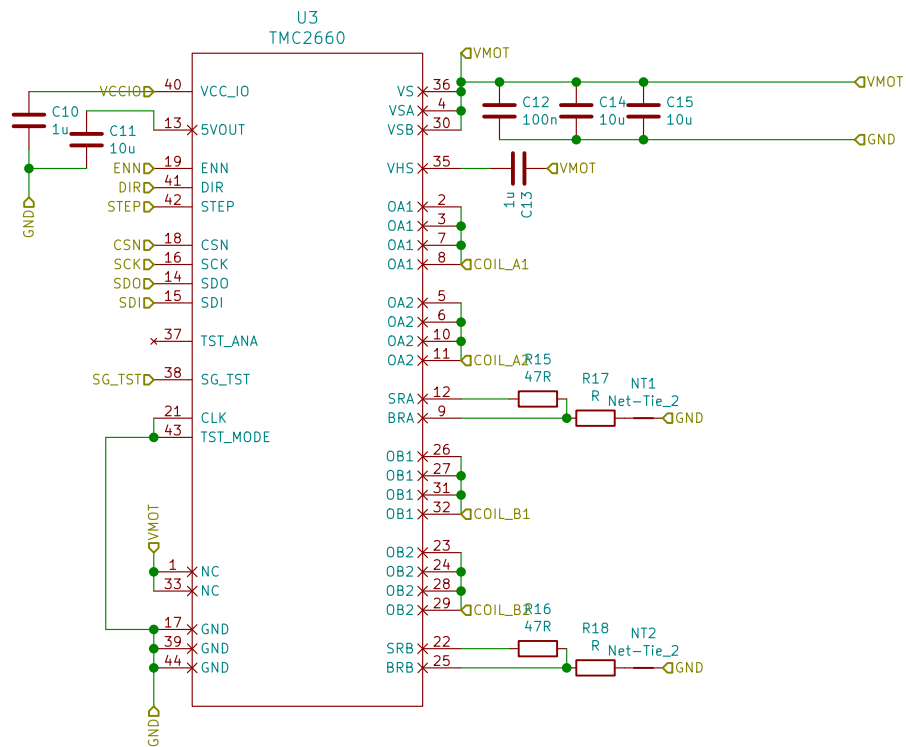 U3
TMC2660
VMOT
VCCIO 40 VCC_IO VS 36 VMOT
C10 1u
C11 10u
VSA 4
C12 100n
C14 10u
C15 10u
13 5VOUT VSB 30 GND
ENN 19 ENN VHS 35 VMOT
1u C13
DIR 41 DIR
STEP 42 STEP OA1 2
GND
OA1 3
CSN 18 CSN OA1 7
SCK 16 SCK OA1 8 COIL_A1
SDO 14 SDO
SDI 15 SDI OA2 5
OA2 6
37 TST_ANA OA2 10
OA2 11 COIL_A2
R15
47R
SG_TST 38 SG_TST
R17
R
NT1
Net-Tie_2
SRA 12
21 CLK BRA 9 GND
43 TST_MODE
OB1 26
OB1 27
OB1 31
OB1 32 COIL_B1
VMOT
OB2 23
1 NC OB2 24
33 NC OB2 28
OB2 29 COIL_B2
R16
47R
17 GND
R18
R
NT2
Net-Tie_2
39 GND SRB 22
44 GND BRB 25 GND
GND